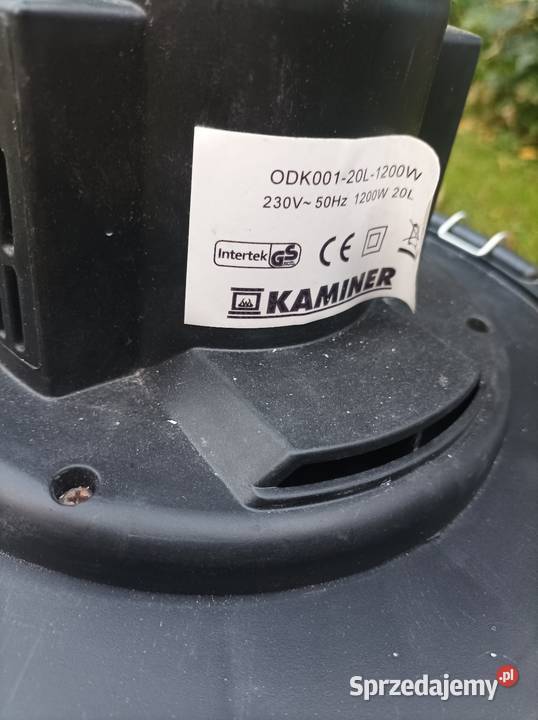 ODK001-20L-1200W
230V~ 50Hz 1200W 20L
Intertek GS
CE
KAMINER
Sprzedajemy.pl